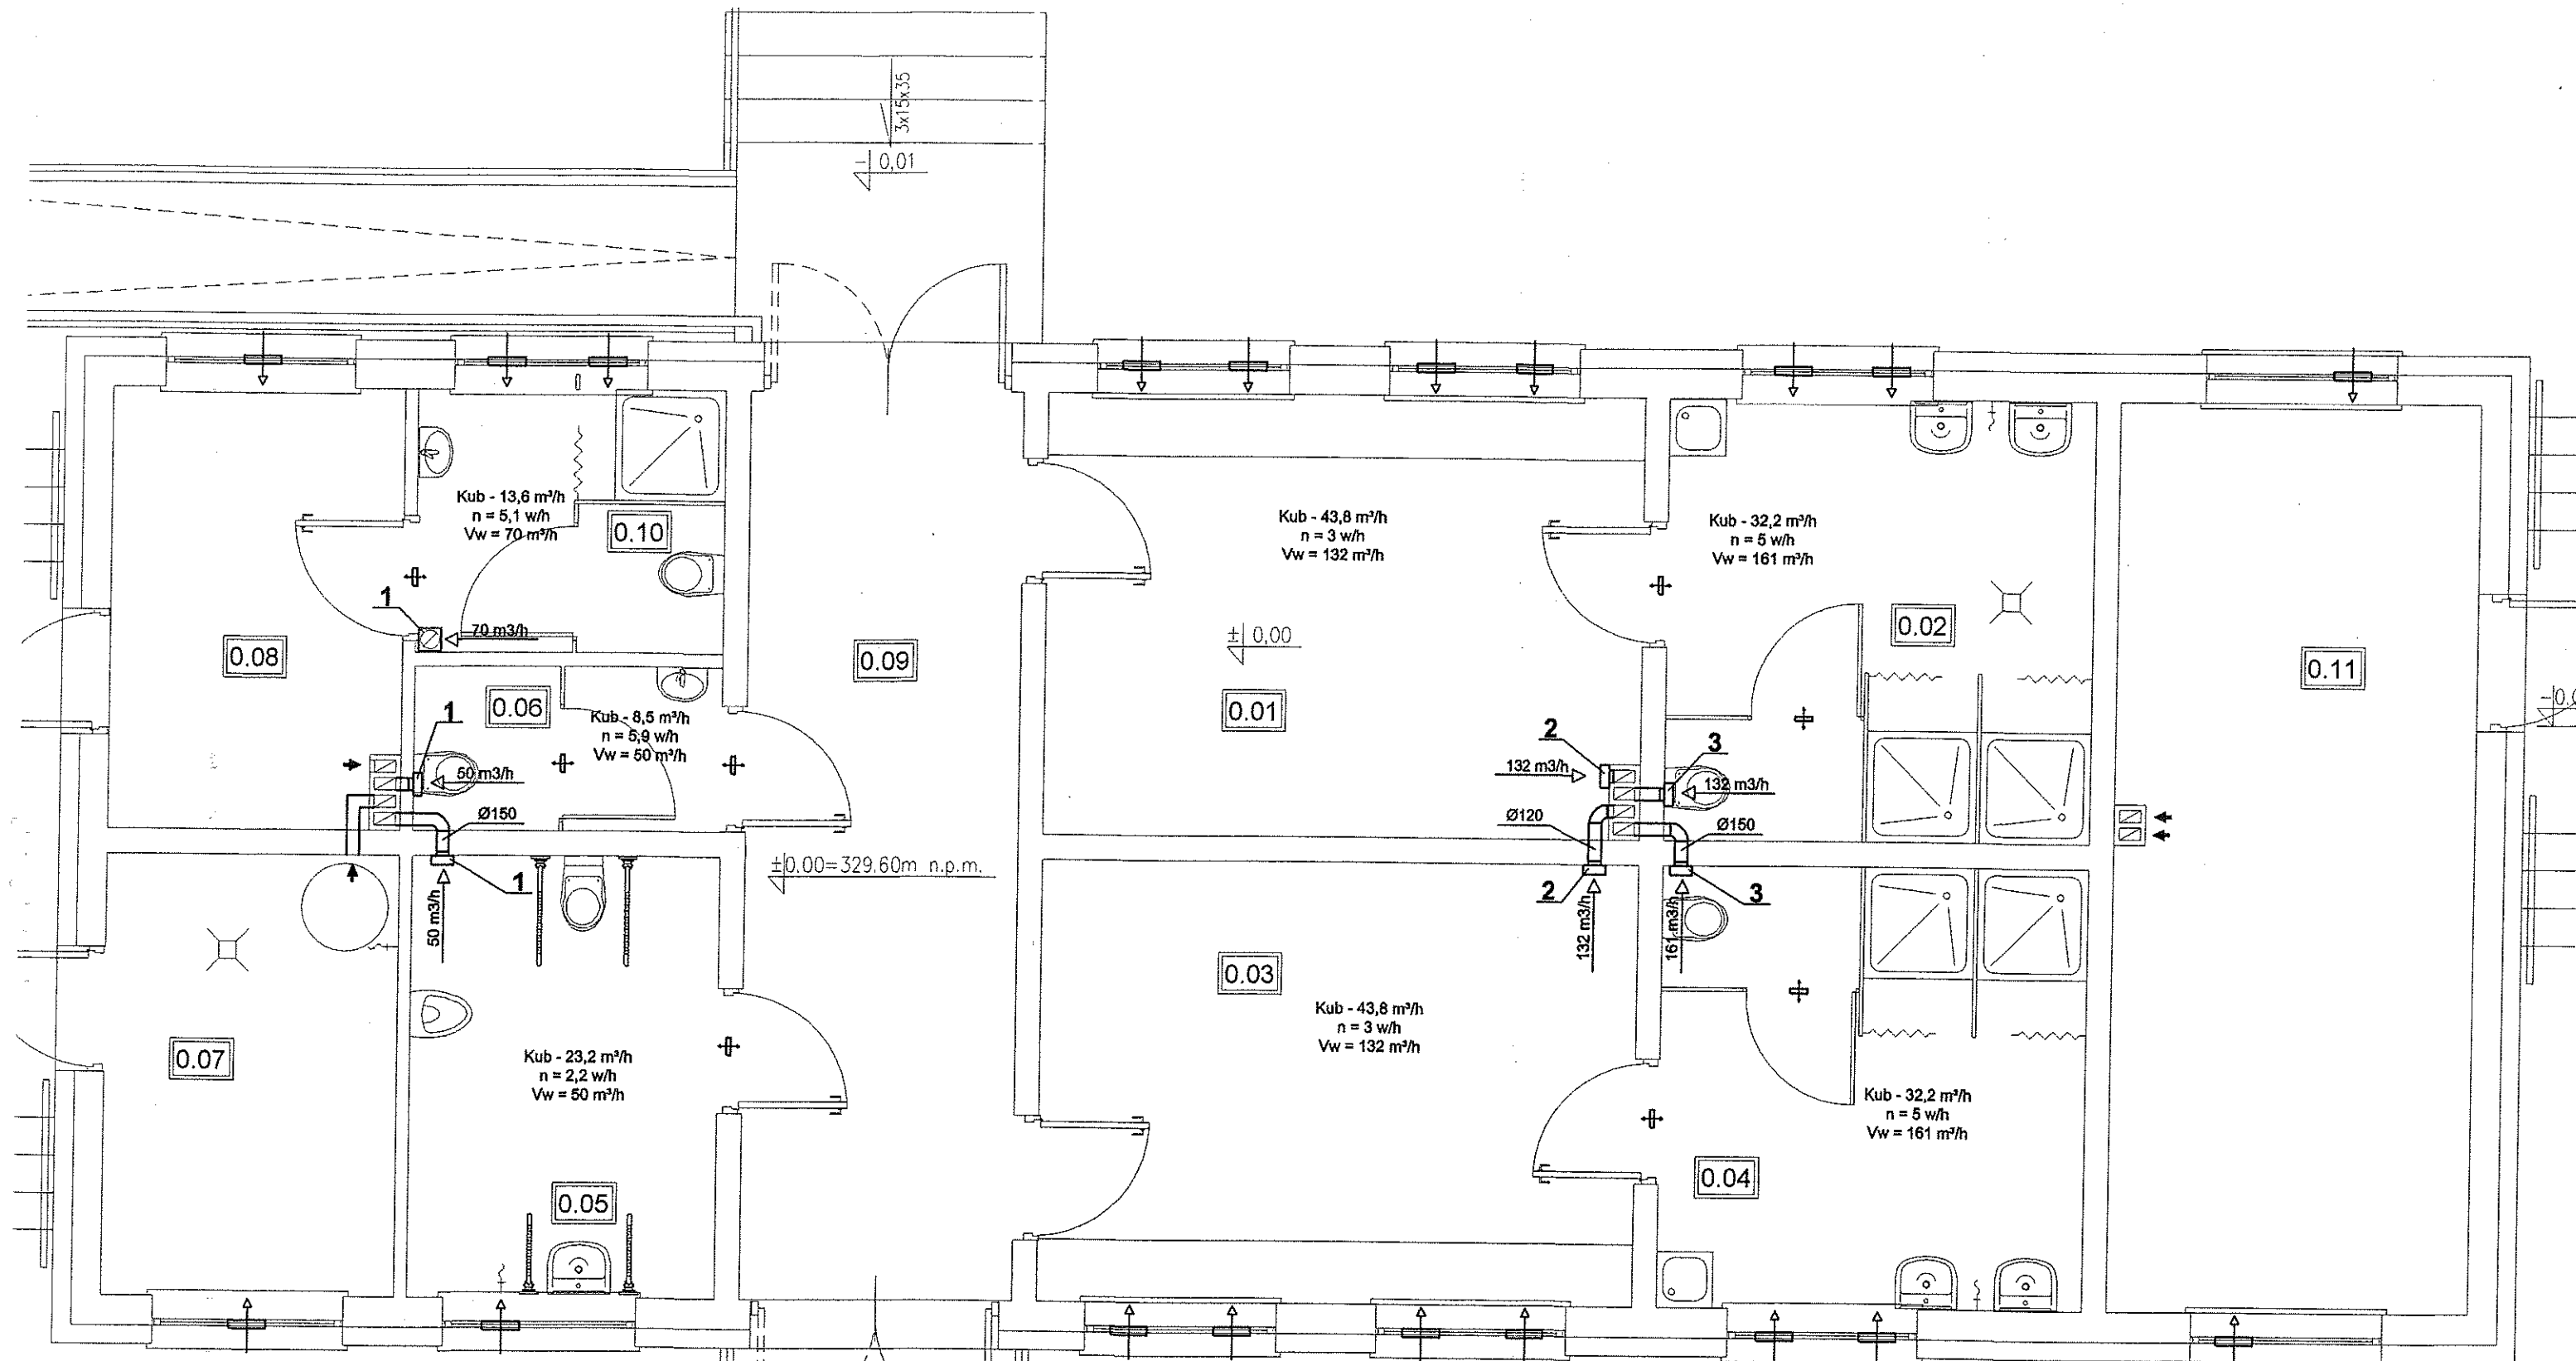 3x15x35
- 0,01
Kub - 13,6 m³/h
n = 5,1 w/h
Vw = 70 m³/h
0.10
Kub - 43,8 m³/h
n = 3 w/h
Vw = 132 m³/h
Kub - 32,2 m³/h
n = 5 w/h
Vw = 161 m³/h
1
70 m3/h
0.08
0.09
± 0,00
0.02
0.11
0.06
1
Kub - 8,5 m³/h
n = 5,9 w/h
Vw = 50 m³/h
0.01
50 m3/h
2
3
132 m3/h
132 m3/h
Ø150
Ø120
Ø150
±0.00=329.60m n.p.m.
1
2
3
50 m3/h
132 m3/h
161 m3/h
0.03
Kub - 43,8 m³/h
n = 3 w/h
Vw = 132 m³/h
0.07
Kub - 23,2 m³/h
n = 2,2 w/h
Vw = 50 m³/h
Kub - 32,2 m³/h
n = 5 w/h
Vw = 161 m³/h
0.04
0.05